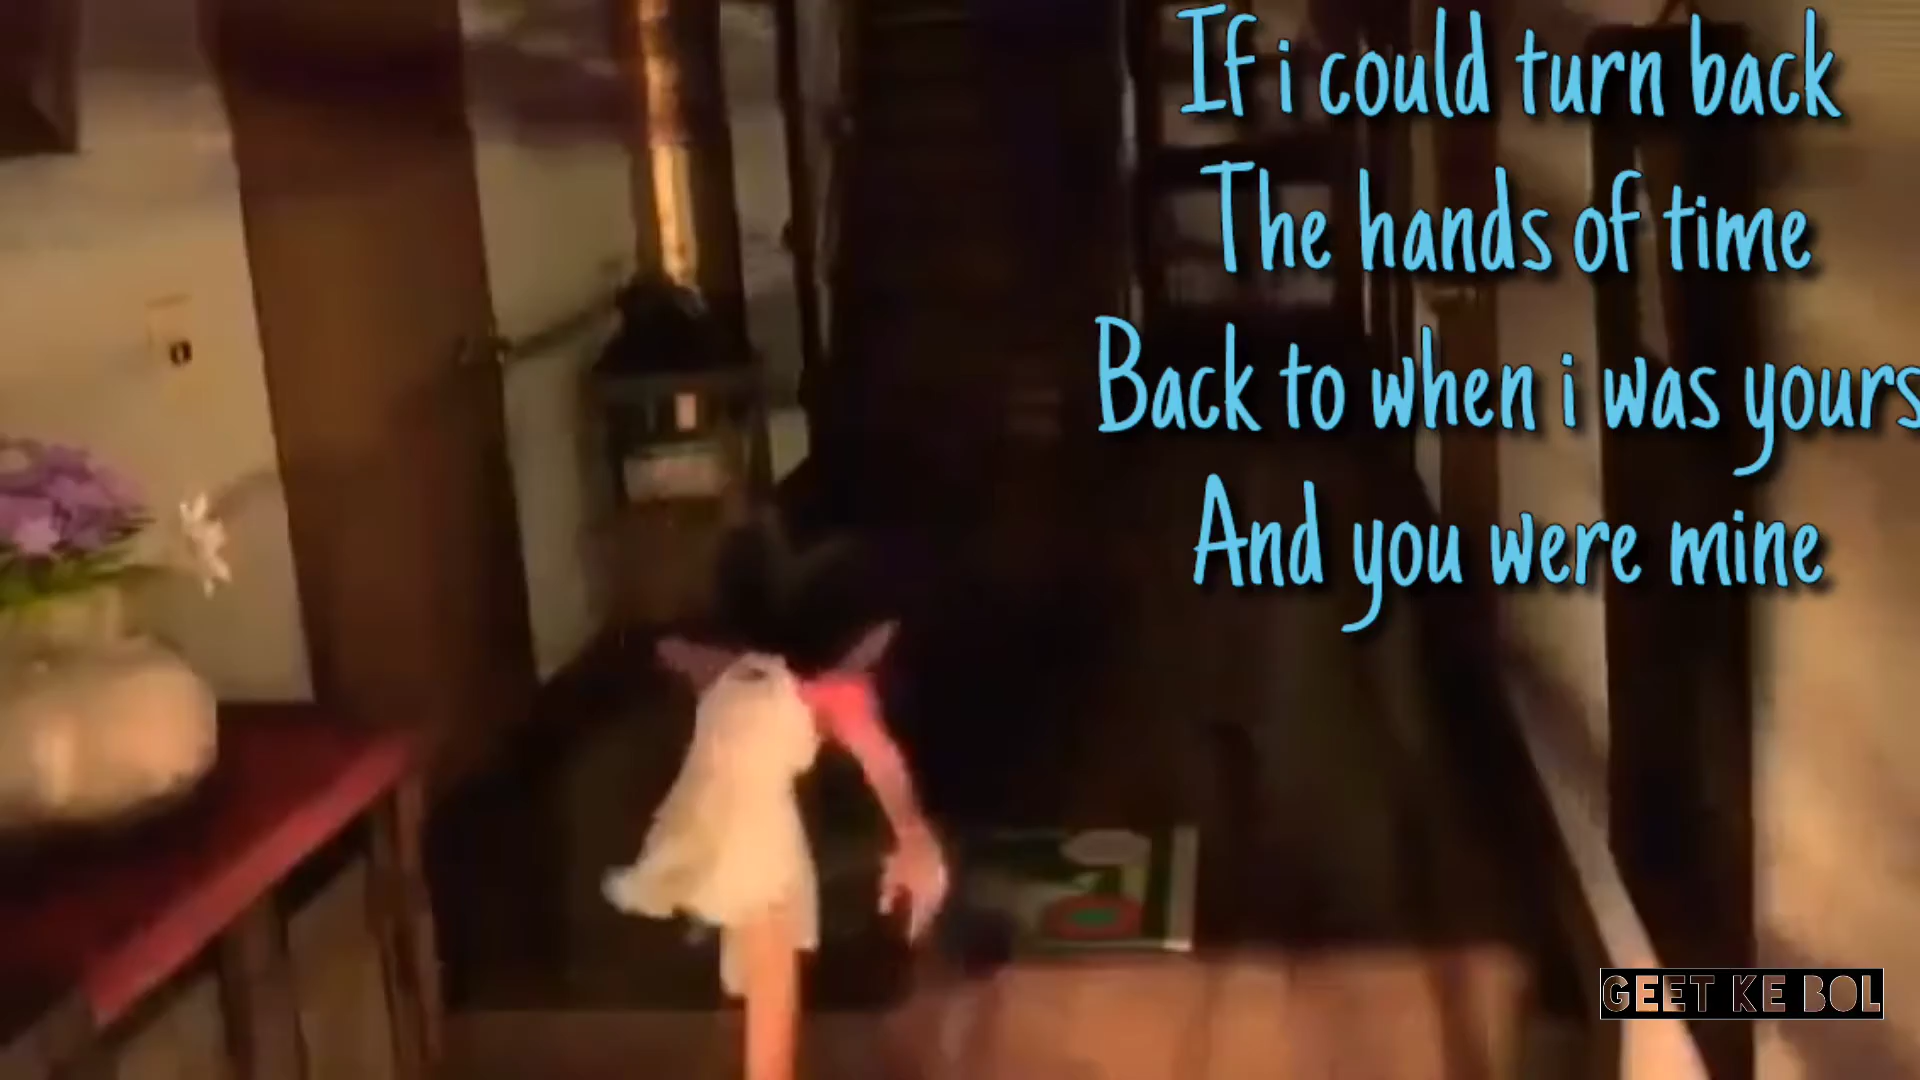 If i could turn back
The hands of time
Back to when i was yours
And you were mine
GEET KE BOL